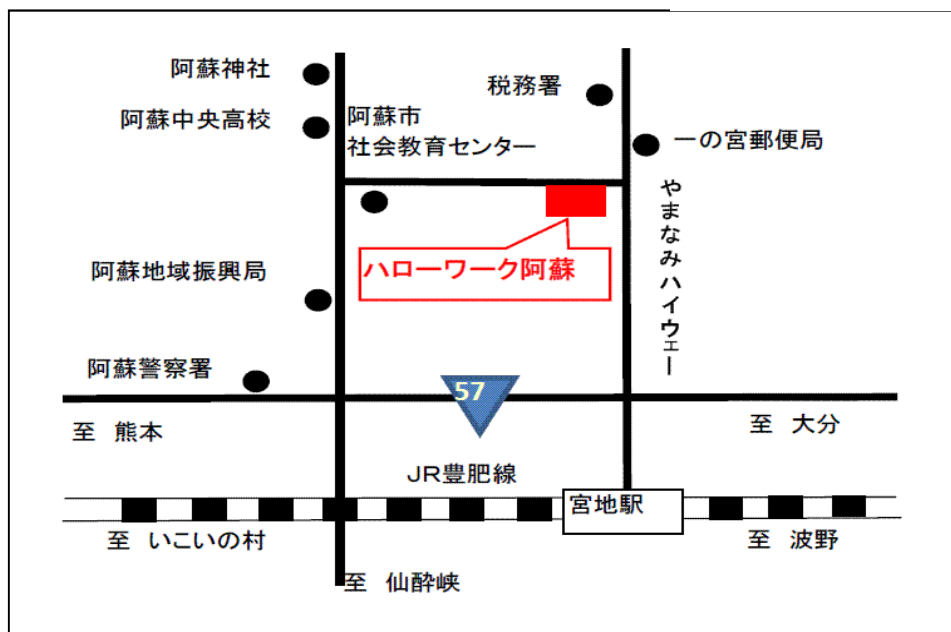 阿蘇神社
税務署
阿蘇中央高校
阿蘇市
社会教育センター
一の宮郵便局
やまなみハイウェー
ハローワーク阿蘇
阿蘇地域振興局
阿蘇警察署
57
至 熊本
至 大分
JR豊肥線
宮地駅
至 いこいの村
至 波野
至 仙酔峡